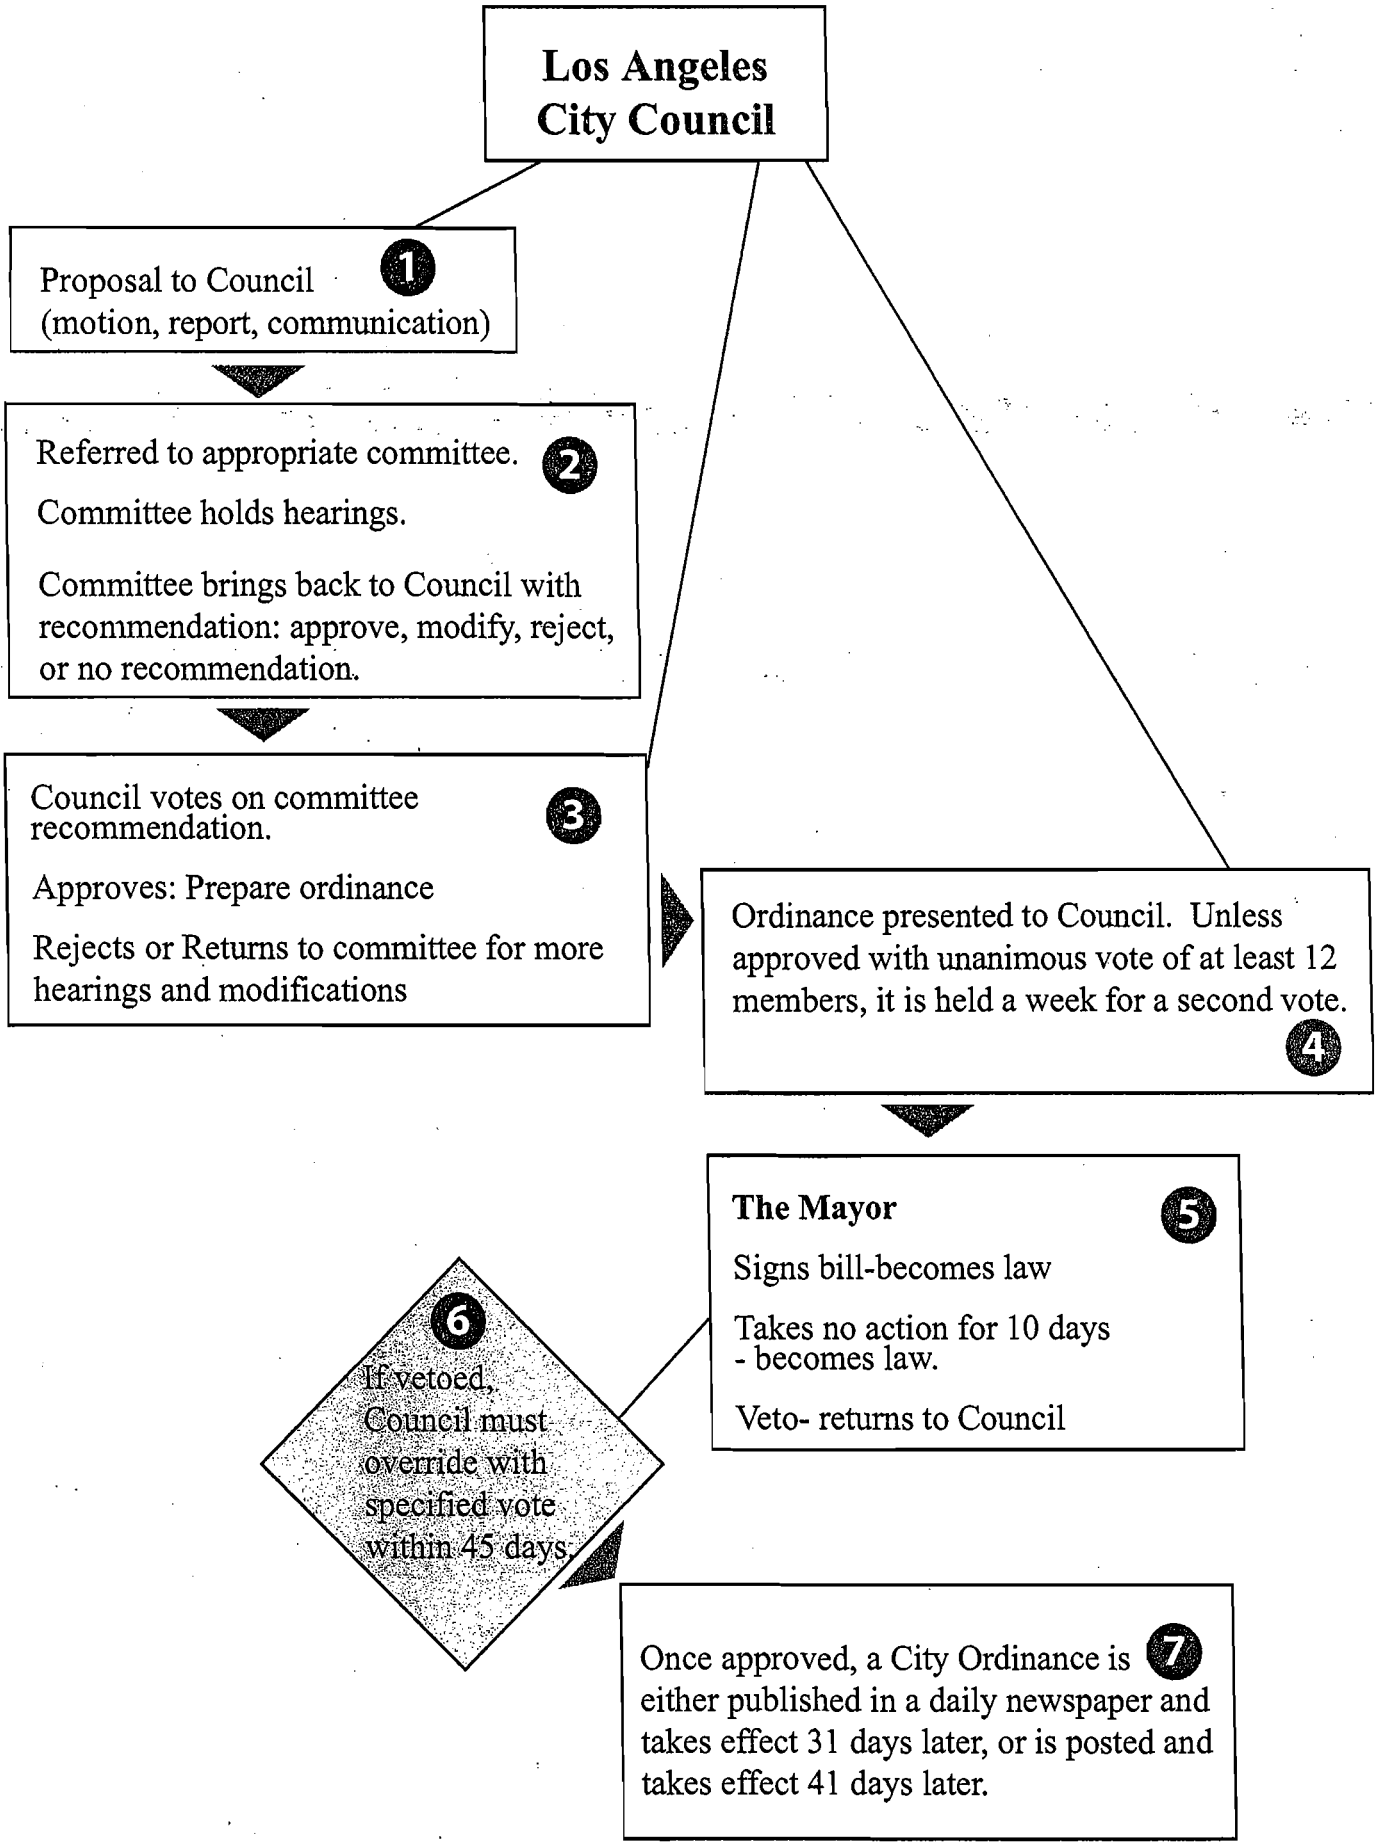 Los Angeles
City Council
1
Proposal to Council
(motion, report, communication)
Referred to appropriate committee.
2
Committee holds hearings.
Committee brings back to Council with
recommendation: approve, modify, reject,
or no recommendation.
Council votes on committee
recommendation.
3
Approves: Prepare ordinance
Rejects or Returns to committee for more
hearings and modifications
Ordinance presented to Council. Unless
approved with unanimous vote of at least 12
members, it is held a week for a second vote.
4
The Mayor
5
Signs bill-becomes law
Takes no action for 10 days
- becomes law.
Veto- returns to Council
6
If vetoed,
Council must
override with
specified vote
within 45 days.
Once approved, a City Ordinance is
7
either published in a daily newspaper and
takes effect 31 days later, or is posted and
takes effect 41 days later.